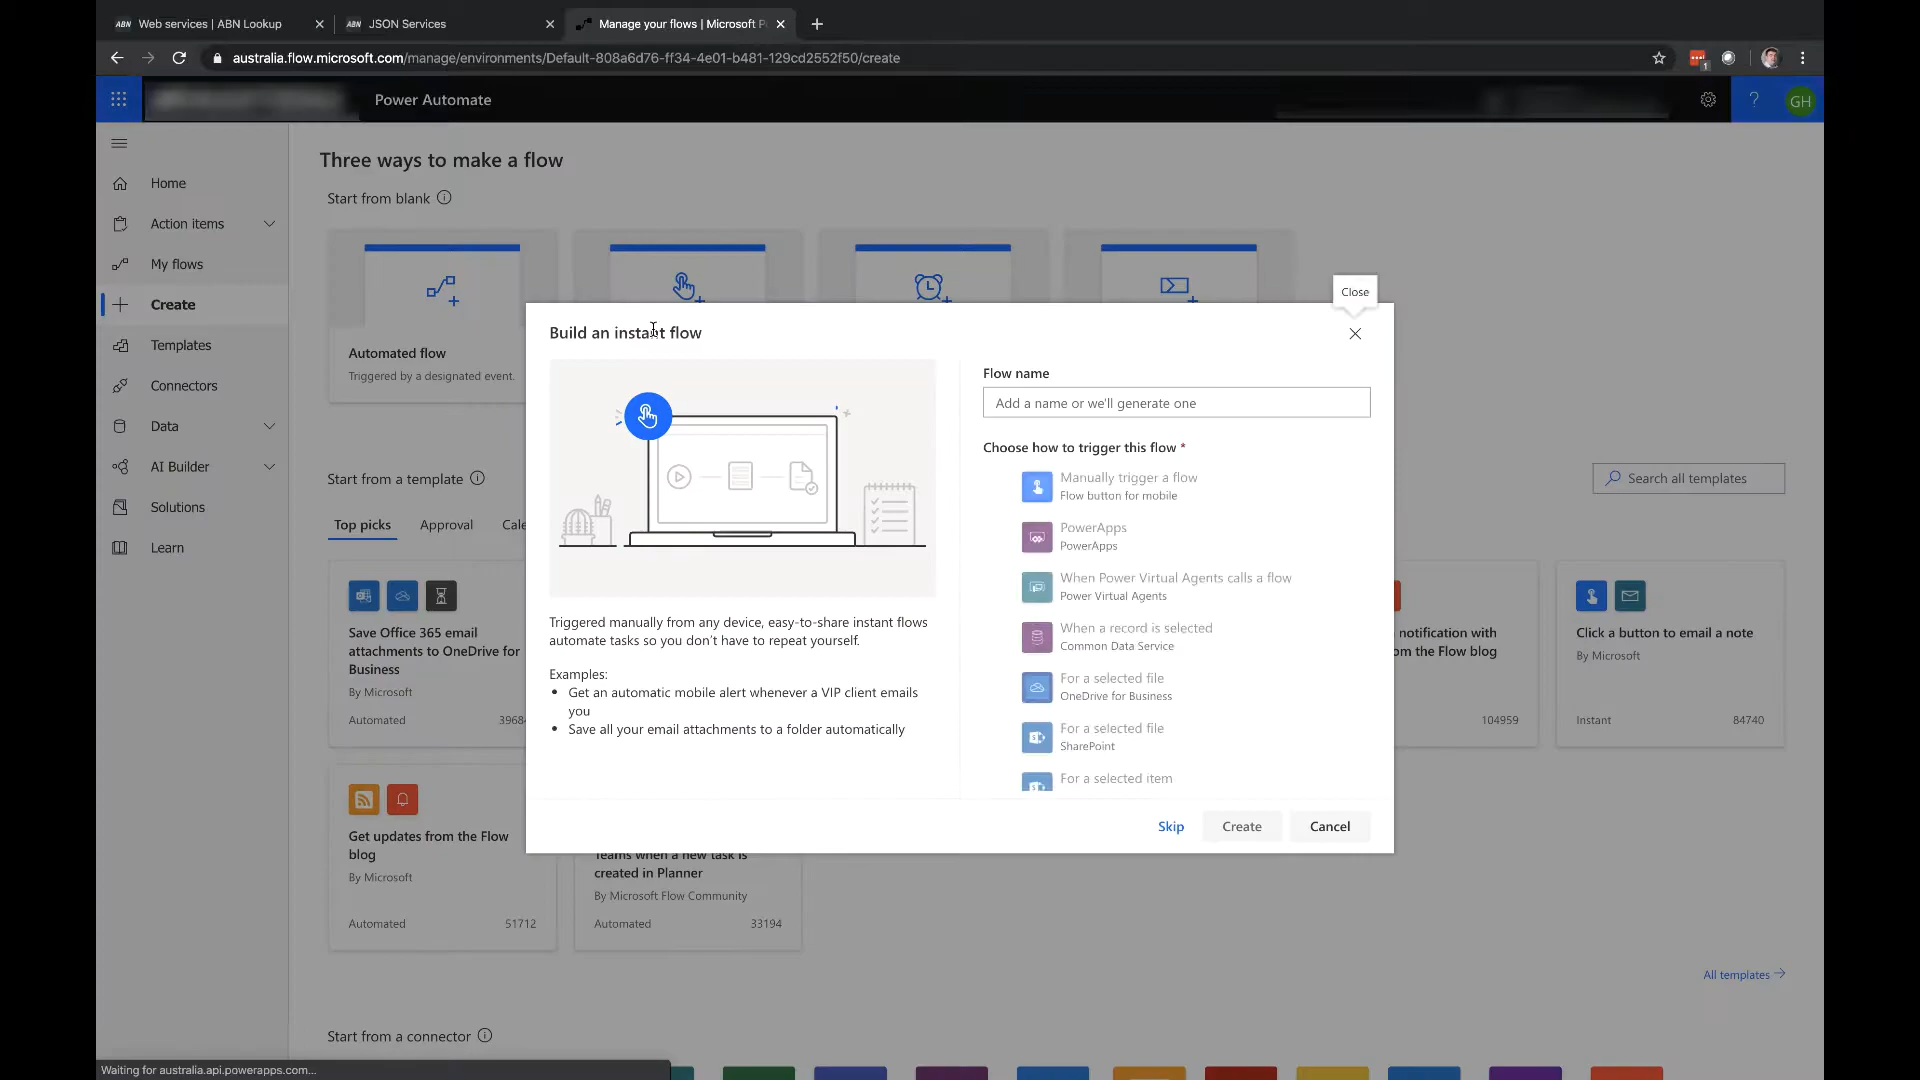 ABN Web services | ABN Lookup
ABN JSON Services
Manage your flows | Microsoft P
australia.flow.microsoft.com/manage/environments/Default-808a6d76-ff34-4e01-b481-129cd2552f50/create
1
Power Automate
?
GH
Home
Action items
My flows
Create
Templates
Connectors
Data
AI Builder
Solutions
Learn
Three ways to make a flow
Start from blank
Automated flow
Triggered by a designated event.
Close
Build an instant flow
Triggered manually from any device, easy-to-share instant flows
automate tasks so you don't have to repeat yourself.
Examples:
• Get an automatic mobile alert whenever a VIP client emails
you
• Save all your email attachments to a folder automatically
Flow name
Add a name or we'll generate one
Choose how to trigger this flow *
Manually trigger a flow
Flow button for mobile
PowerApps
PowerApps
When Power Virtual Agents calls a flow
Power Virtual Agents
When a record is selected
Common Data Service
For a selected file
OneDrive for Business
For a selected file
SharePoint
For a selected item
Skip
Create
Cancel
Start from a template
Search all templates
Top picks
Approval
Cale
Save Office 365 email
attachments to OneDrive for
Business
By Microsoft
Automated
3968
notification with
om the Flow blog
104959
Click a button to email a note
By Microsoft
Instant
84740
Get updates from the Flow
blog
By Microsoft
Automated
51712
Teams when a new task is
created in Planner
By Microsoft Flow Community
Automated
33194
All templates
Start from a connector
Waiting for australia.api.powerapps.com...